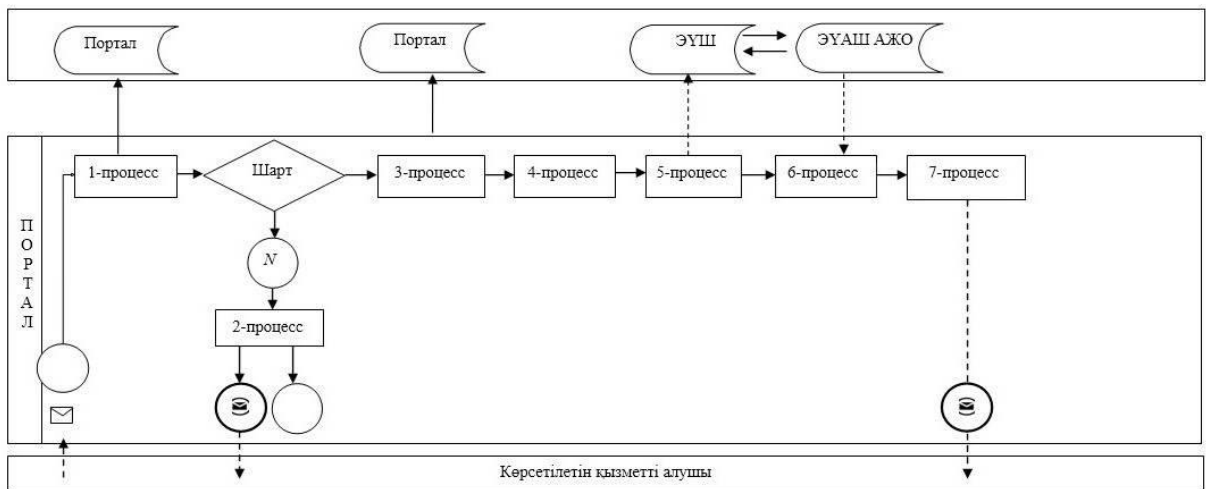 Портал
Портал
ЭҮШ
ЭҮАШ АЖО
ПОРТАЛ
1-процесс
Шарт
3-процесс
4-процесс
5-процесс
6-процесс
7-процесс
N
2-процесс
Көрсетілетін қызметті алушы